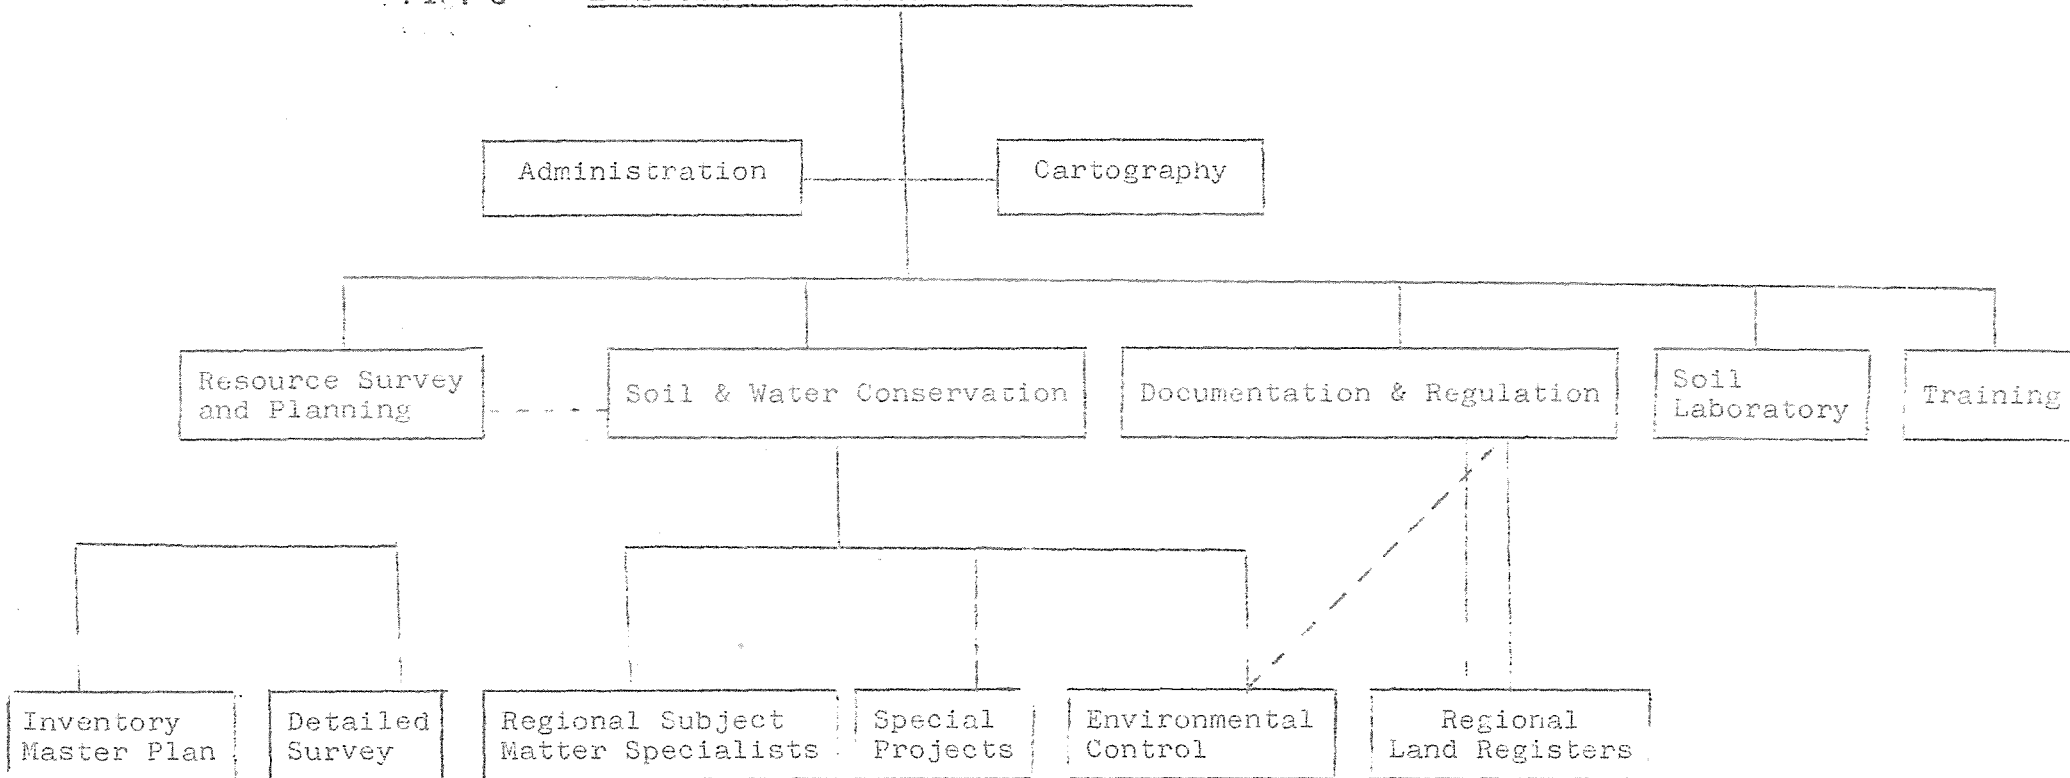 Administration
Cartography
Resource Survey
and Planning
Soil & Water Conservation
Documentation & Regulation
Soil
Laboratory
Training
Inventory
Master Plan
Detailed
Survey
Regional Subject
Matter Specialists
Special
Projects
Environmental
Control
Regional
Land Registers